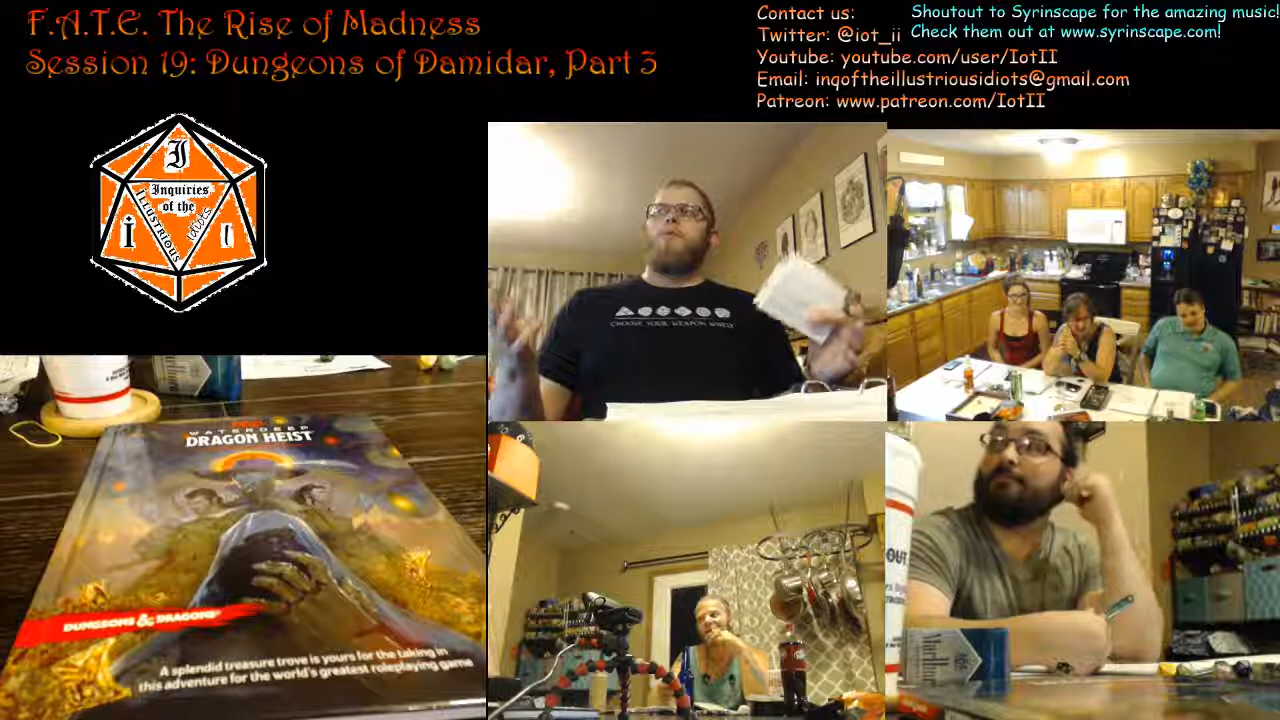 F.A.T.E. The Rise of Madness
Session 19: Dungeons of Damidar, Part 3
Contact us:
Twitter: @iot_ii
Youtube: youtube.com/user/IotII
Email: inqoftheillustriousidiots@gmail.com
Patreon: www.patreon.com/IotII
Shoutout to Syrinscape for the amazing music!
Check them out at www.syrinscape.com!
I
Inquiries
of the
Illustrious
idiots
i
I
CHOOSE YOUR WEAPON WISELY
WATERDEEP
DRAGON HEIST
DUNGEONS & DRAGONS
A splendid treasure trove is yours for the taking in
this adventure for the world's greatest roleplaying game
OUT